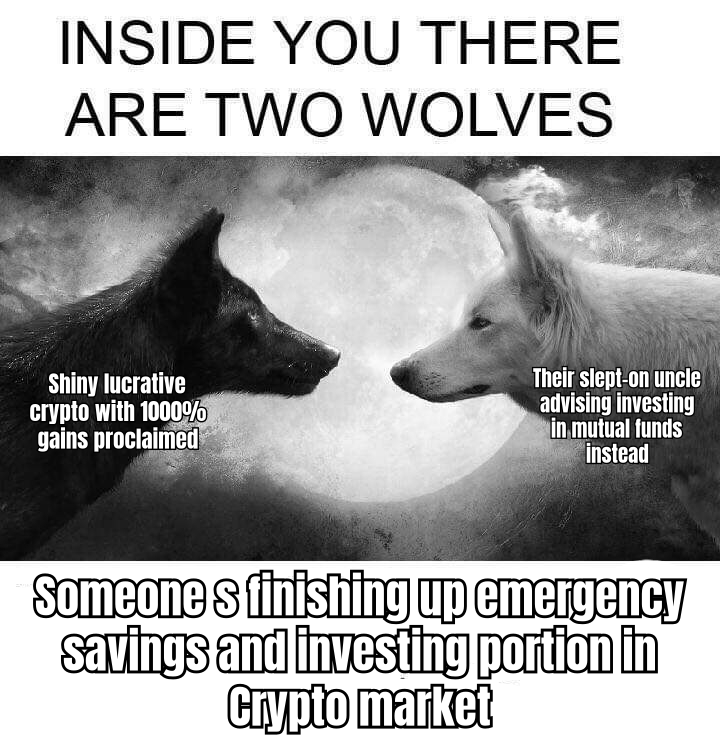 INSIDE YOU THERE
ARE TWO WOLVES
Shiny lucrative
crypto with 1000%
gains proclaimed
Their slept-on uncle
advising investing
in mutual funds
instead
Someone s finishing up emergency
savings and investing portion in
Crypto market